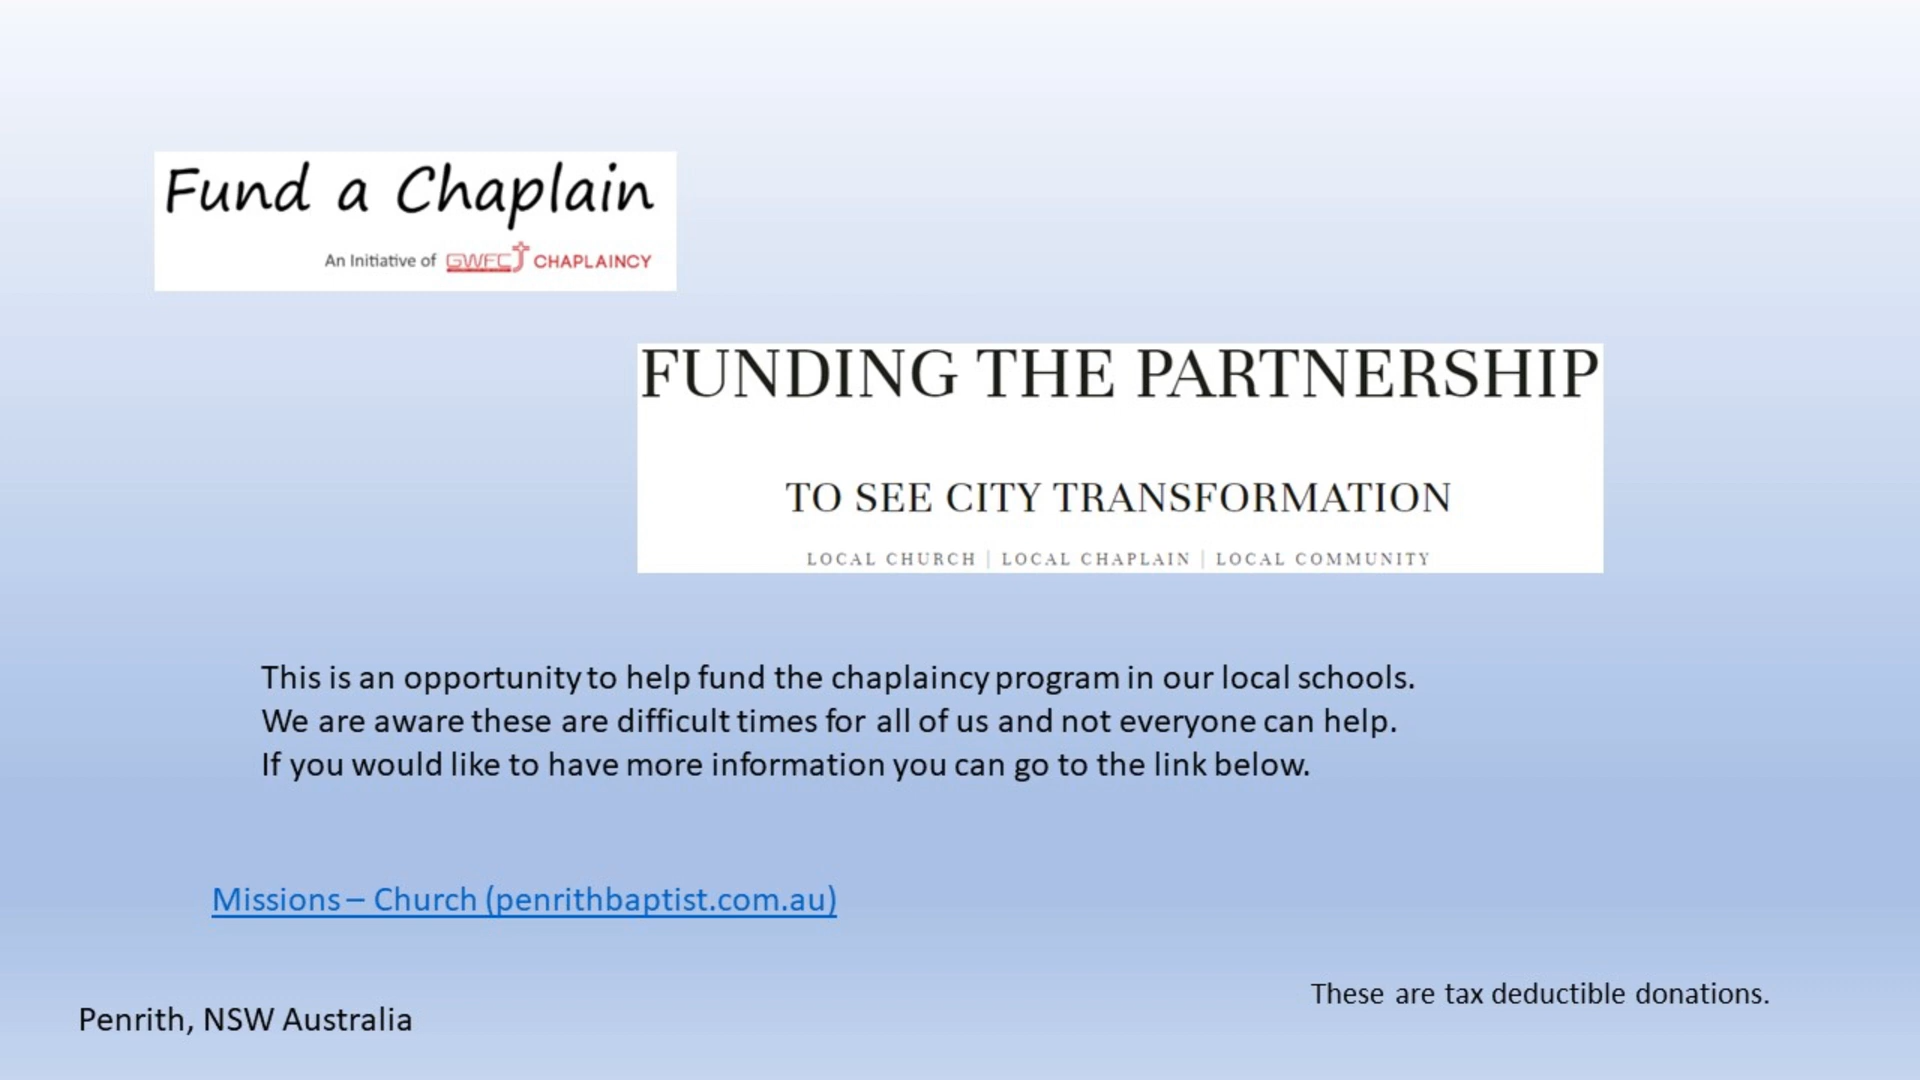 Fund a Chaplain
An Initiative of GWFC CHAPLAINCY
FUNDING THE PARTNERSHIP
TO SEE CITY TRANSFORMATION
LOCAL CHURCH | LOCAL CHAPLAIN | LOCAL COMMUNITY
This is an opportunity to help fund the chaplaincy program in our local schools.
We are aware these are difficult times for all of us and not everyone can help.
If you would like to have more information you can go to the link below.
Missions – Church (penrithbaptist.com.au)
These are tax deductible donations.
Penrith, NSW Australia